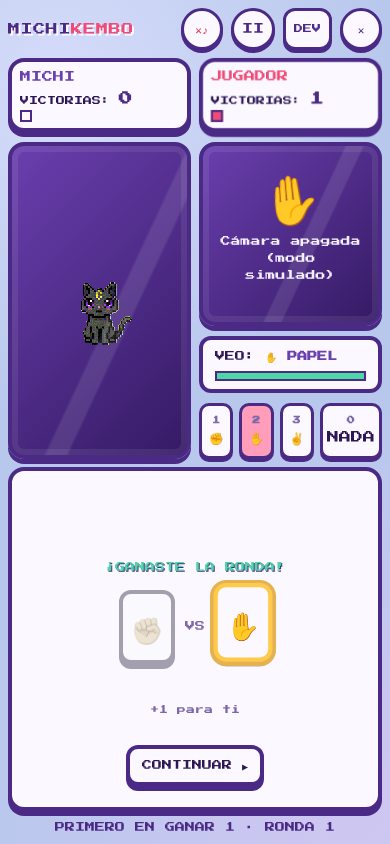 MICHIKEMBO
×♪
II
DEV
×
MICHI
VICTORIAS: 0
JUGADOR
VICTORIAS: 1
Cámara apagada
(modo
simulado)
VEO: PAPEL
1
2
3
0
NADA
¡GANASTE LA RONDA!
VS
+1 para ti
CONTINUAR ▸
PRIMERO EN GANAR 1 · RONDA 1